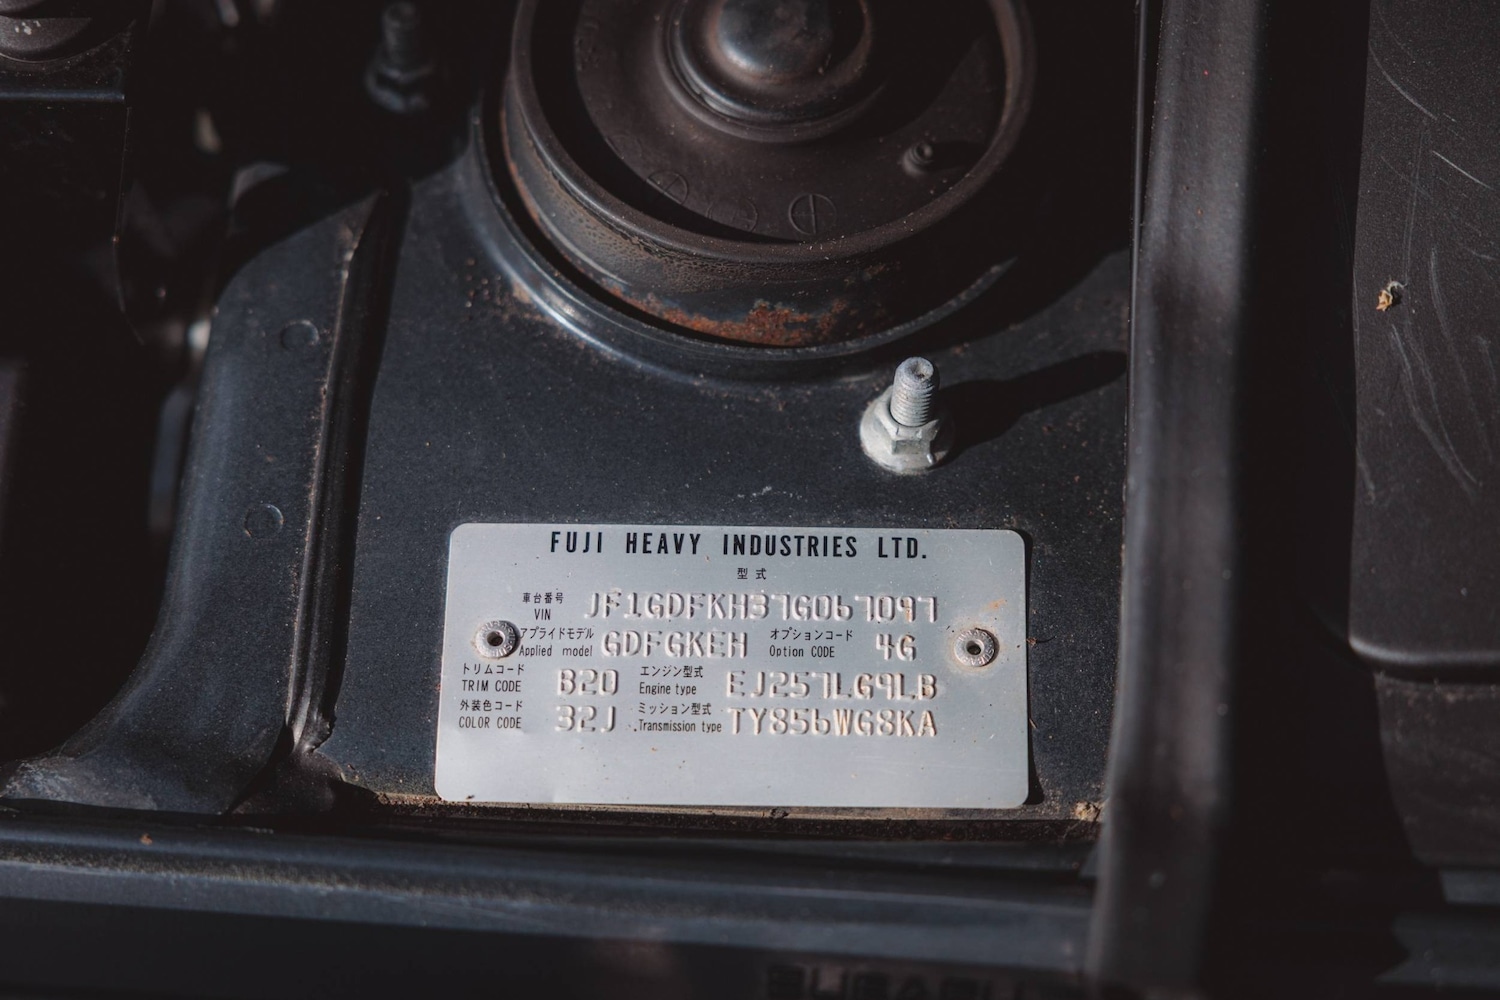 FUJI HEAVY INDUSTRIES LTD.
型式
車台番号 VIN JF1GDFKH37G067097
アプライドモデル Applied model GDFGKEH オプションコード Option CODE 4G
トリムコード TRIM CODE B20 エンジン型式 Engine type EJ257LG9LB
外装色コード COLOR CODE 32J ミッション型式 Transmission type TY856WG8KA